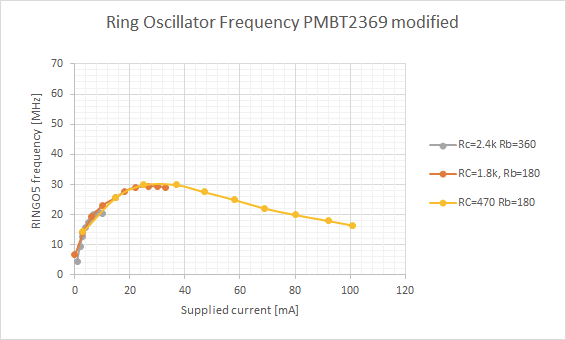 Ring Oscillator Frequency PMBT2369 modified
RINGO5 frequency [MHz]
70
60
50
40
30
20
10
0
0 20 40 60 80 100 120
Supplied current [mA]
Rc=2.4k Rb=360
RC=1.8k, Rb=180
RC=470 Rb=180